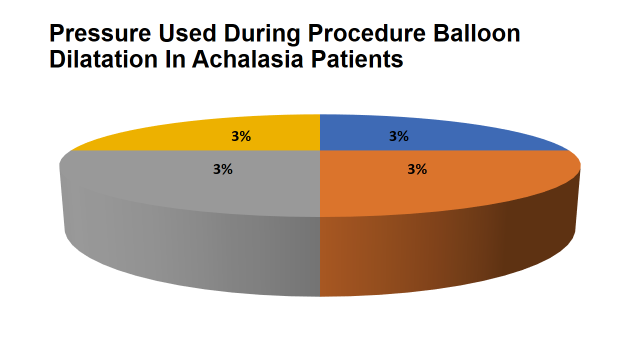 Pressure Used During Procedure Balloon
Dilatation In Achalasia Patients
3%
3%
3%
3%